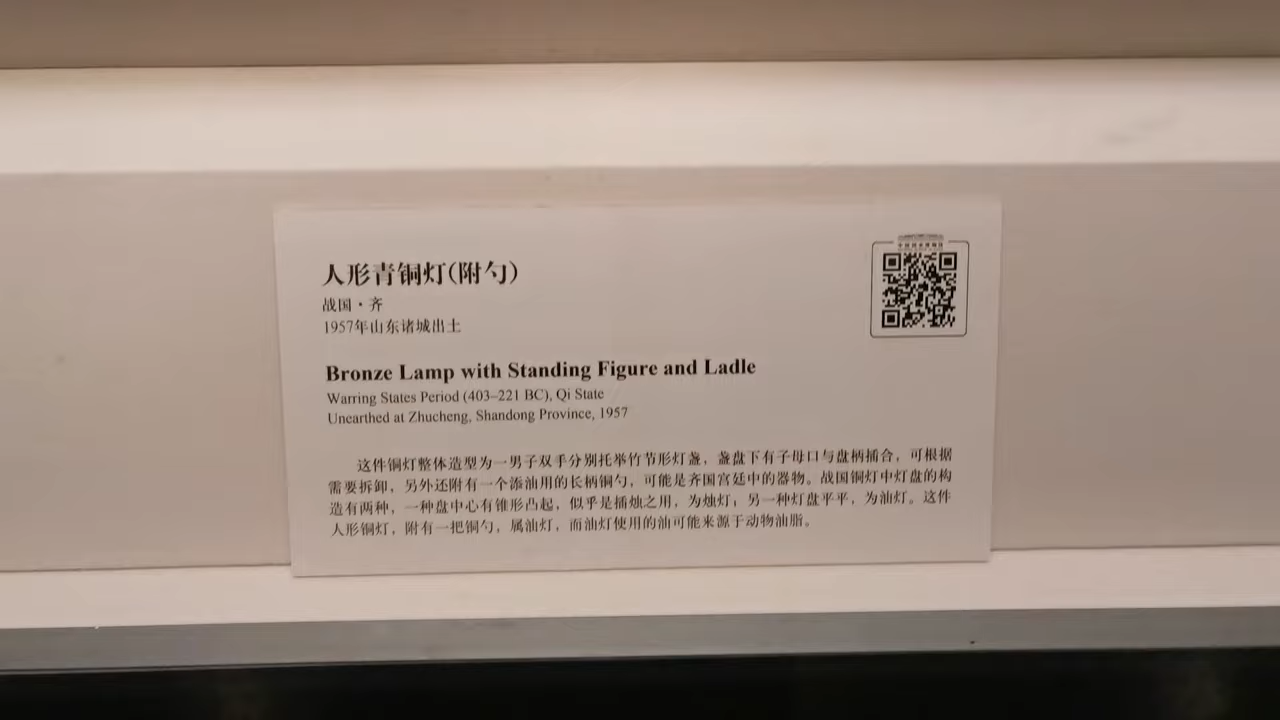 人形青铜灯(附勺)
战国·齐
1957年山东诸城出土
Bronze Lamp with Standing Figure and Ladle
Warring States Period (403–221 BC), Qi State
Unearthed at Zhucheng, Shandong Province, 1957
这件铜灯整体造型为一男子双手分别托举竹节形灯盏，盏盘下有子母口与盘柄插合，可根据
需要拆卸，另外还附有一个添油用的长柄铜勺，可能是齐国宫廷中的器物。战国铜灯中灯盘的构
造有两种，一种盘中心有锥形凸起，似乎是插烛之用，为烛灯；另一种灯盘平平，为油灯。这件
人形铜灯，附有一把铜勺，属油灯，而油灯使用的油可能来源于动物油脂。